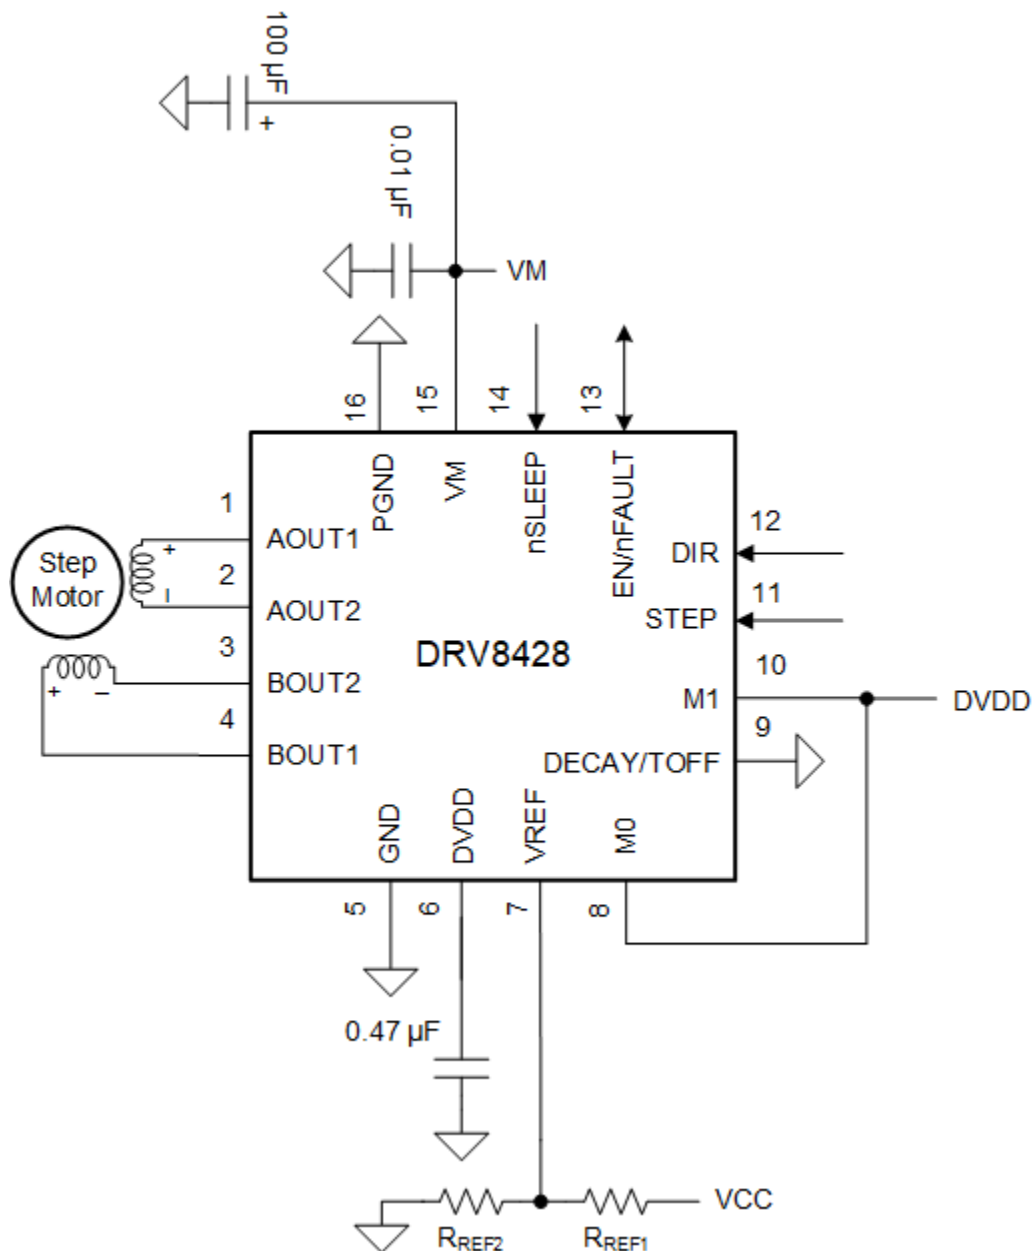 100 µF
+
0.01 µF
VM
16
15
14
13
PGND
VM
nSLEEP
EN/nFAULT
1
AOUT1
2
AOUT2
3
BOUT2
4
BOUT1
Step
Motor
+
–
+
–
DRV8428
12
DIR
11
STEP
10
M1
DVDD
9
DECAY/TOFF
GND
DVDD
VREF
M0
5
6
7
8
0.47 µF
VCC
RREF2
RREF1